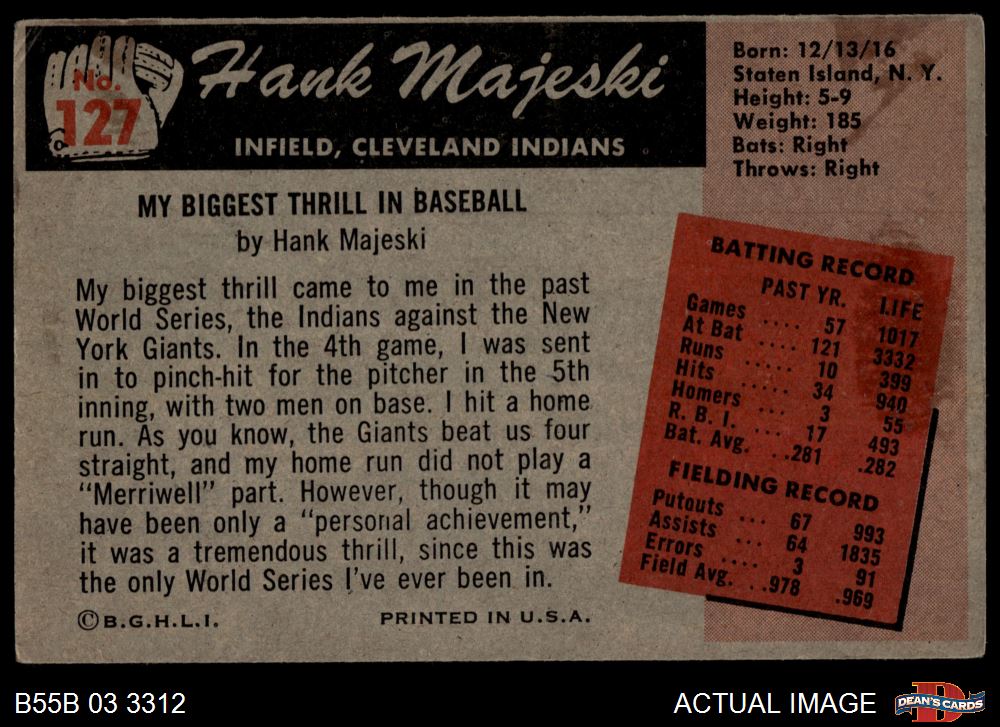 No.
127
Hank Majeski
INFIELD, CLEVELAND INDIANS
Born: 12/13/16
Staten Island, N. Y.
Height: 5-9
Weight: 185
Bats: Right
Throws: Right
MY BIGGEST THRILL IN BASEBALL
by Hank Majeski
My biggest thrill came to me in the past
World Series, the Indians against the New
York Giants. In the 4th game, I was sent
in to pinch-hit for the pitcher in the 5th
inning, with two men on base. I hit a home
run. As you know, the Giants beat us four
straight, and my home run did not play a
"Merriwell" part. However, though it may
have been only a "personal achievement,"
it was a tremendous thrill, since this was
the only World Series I've ever been in.
©B.G.H.L.I. PRINTED IN U.S.A.
BATTING RECORD
PAST YR. LIFE
Games .... 57 1017
At Bat .... 121 3332
Runs ..... 10 399
Hits ..... 34 940
Homers ... 3 55
R. B. I. ... 17 493
Bat. Avg. ..281 .282
FIELDING RECORD
Putouts ... 67 993
Assists ... 64 1835
Errors .... 3 91
Field Avg. ..978 .969
B55B 03 3312
ACTUAL IMAGE
D
DEAN'S CARDS